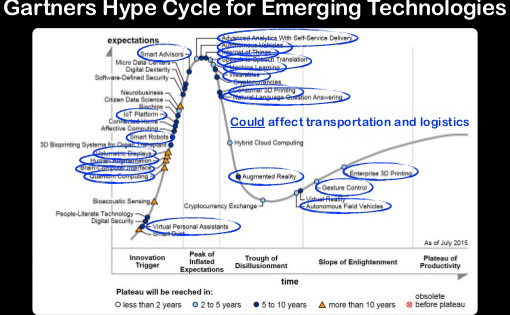 Gartners Hype Cycle for Emerging Technologies
expectations
Advanced Analytics With Self-Service Delivery
Autonomous Vehicles
Internet of Things
Speech-to-Speech Translation
Machine Learning
Wearables
Cryptocurrencies
Consumer 3D Printing
Natural-Language Question Answering
Smart Advisors
Micro Data Centers
Digital Dexterity
Software-Defined Security
Neurobusiness
Citizen Data Science
Biochips
IoT Platform
Connected Home
Affective Computing
Smart Robots
3D Bioprinting Systems for Organ Transplant
Volumetric Displays
Human Augmentation
Brain-Computer Interface
Quantum Computing
Bioacoustic Sensing
People-Literate Technology
Digital Security
Virtual Personal Assistants
Smart Dust
Could affect transportation and logistics
Hybrid Cloud Computing
Augmented Reality
Cryptocurrency Exchange
Enterprise 3D Printing
Gesture Control
Virtual Reality
Autonomous Field Vehicles
As of July 2015
Innovation Trigger
Peak of Inflated Expectations
Trough of Disillusionment
Slope of Enlightenment
Plateau of Productivity
time
Plateau will be reached in:
less than 2 years
2 to 5 years
5 to 10 years
more than 10 years
obsolete before plateau